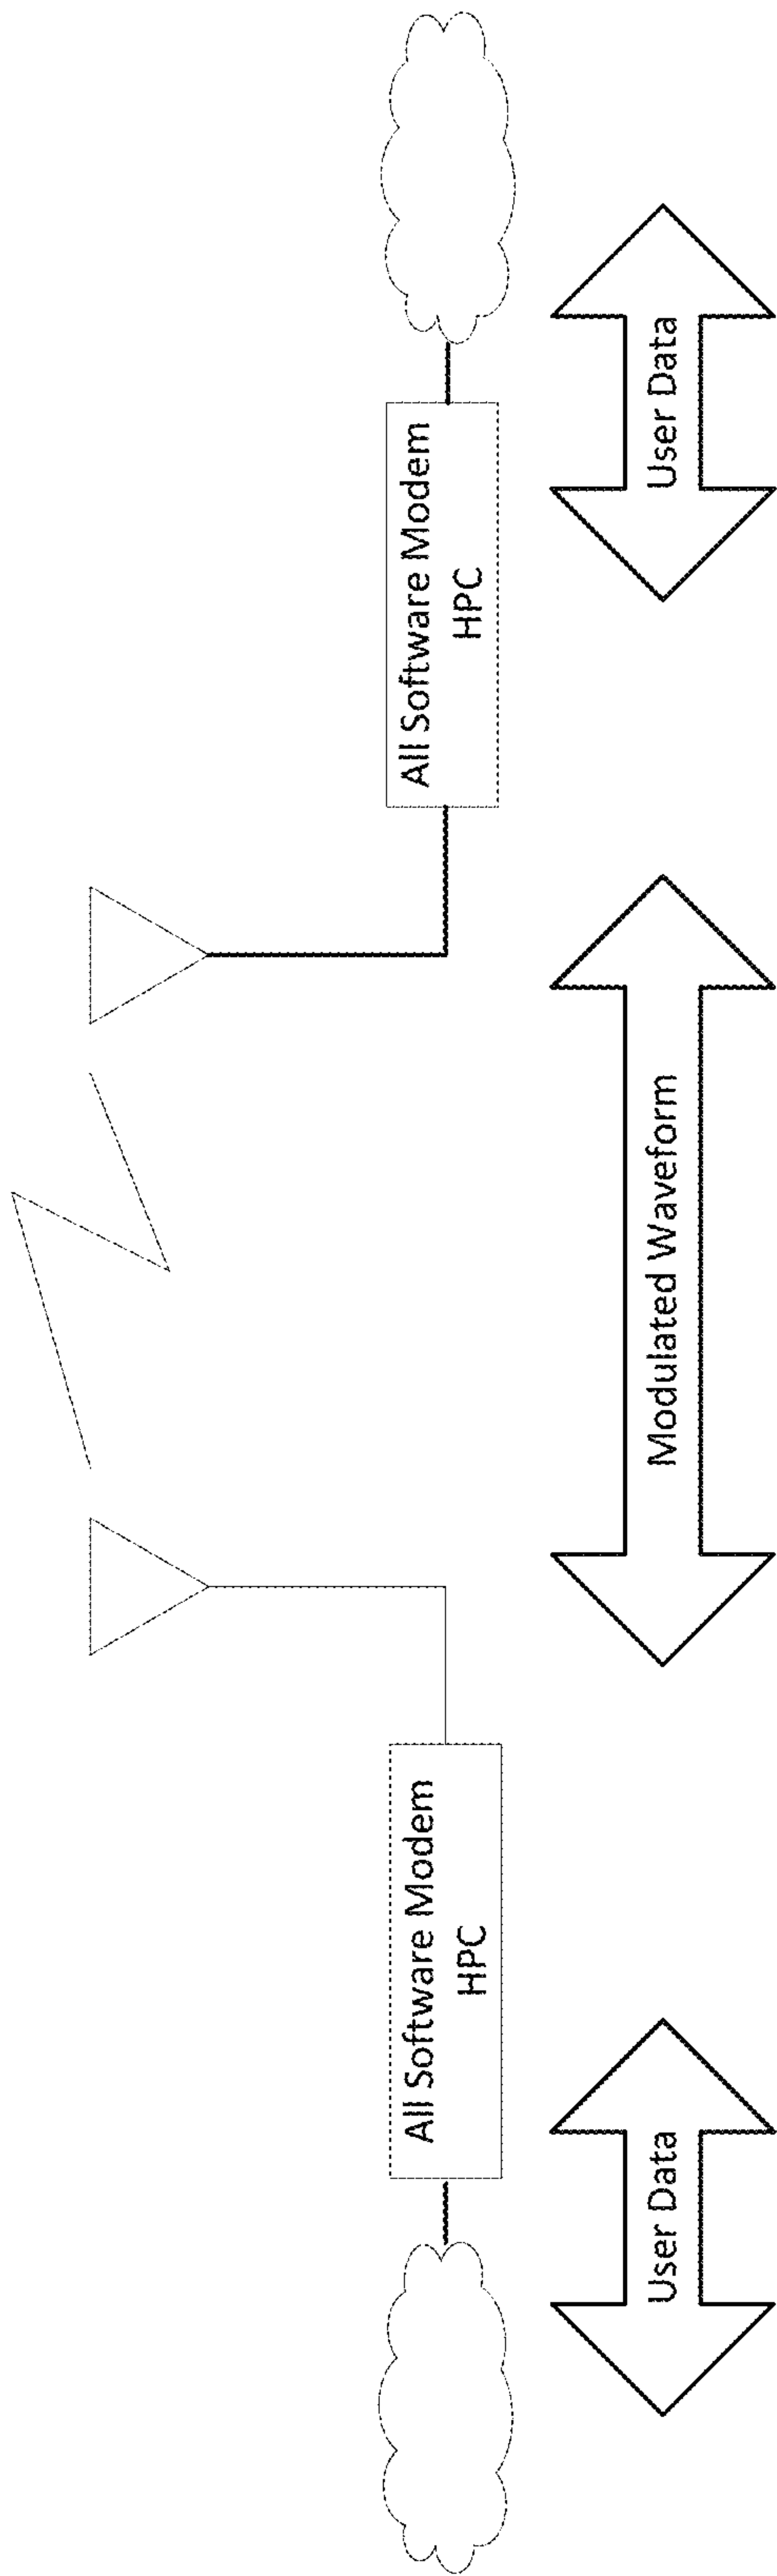 All Software Modem
HPC
All Software Modem
HPC
User Data
Modulated Waveform
User Data